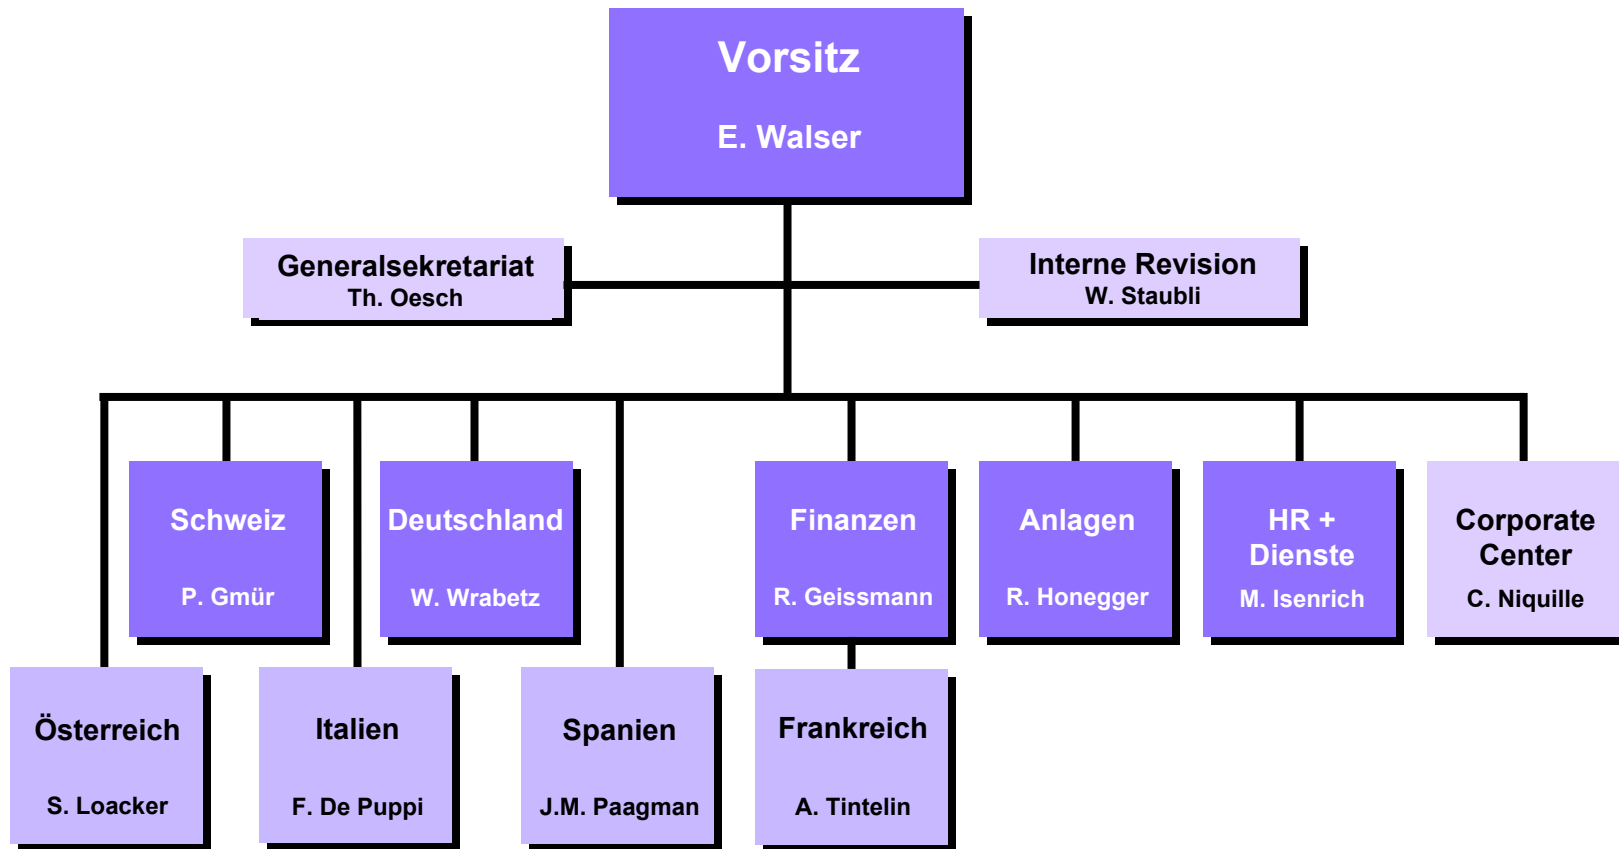 Vorsitz
E. Walser
Generalsekretariat
Th. Oesch
Interne Revision
W. Staubli
Schweiz
P. Gmür
Deutschland
W. Wrabetz
Finanzen
R. Geissmann
Anlagen
R. Honegger
HR +
Dienste
M. Isenrich
Corporate
Center
C. Niquille
Österreich
S. Loacker
Italien
F. De Puppi
Spanien
J.M. Paagman
Frankreich
A. Tintelin